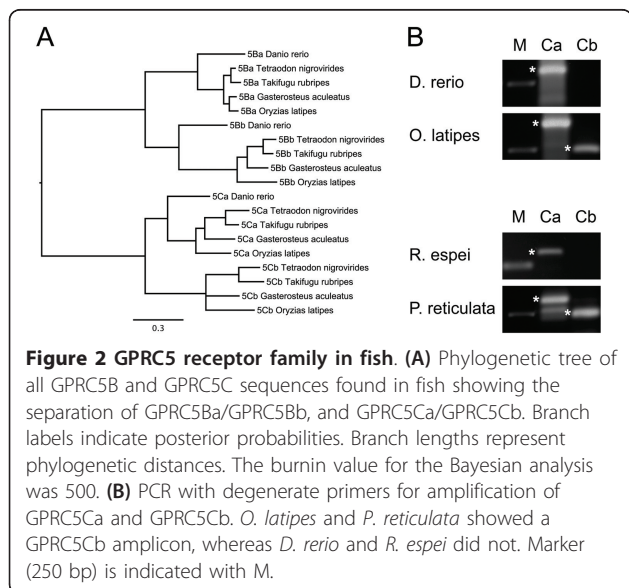 A
5Ba Danio rerio
5Ba Tetraodon nigrovirides
5Ba Takifugu rubripes
5Ba Gasterosteus aculeatus
5Ba Oryzias latipes
5Bb Danio rerio
5Bb Tetraodon nigrovirides
5Bb Takifugu rubripes
5Bb Gasterosteus aculeatus
5Bb Oryzias latipes
5Ca Danio rerio
5Ca Tetraodon nigrovirides
5Ca Takifugu rubripes
5Ca Gasterosteus aculeatus
5Ca Oryzias latipes
5Cb Tetraodon nigrovirides
5Cb Takifugu rubripes
5Cb Gasterosteus aculeatus
5Cb Oryzias latipes
0.3
B
M Ca Cb
D. rerio *
O. latipes * *
M Ca Cb
R. espei *
P. reticulata * *
Figure 2 GPRC5 receptor family in fish. (A) Phylogenetic tree of
all GPRC5B and GPRC5C sequences found in fish showing the
separation of GPRC5Ba/GPRC5Bb, and GPRC5Ca/GPRC5Cb. Branch
labels indicate posterior probabilities. Branch lengths represent
phylogenetic distances. The burnin value for the Bayesian analysis
was 500. (B) PCR with degenerate primers for amplification of
GPRC5Ca and GPRC5Cb. O. latipes and P. reticulata showed a
GPRC5Cb amplicon, whereas D. rerio and R. espei did not. Marker
(250 bp) is indicated with M.